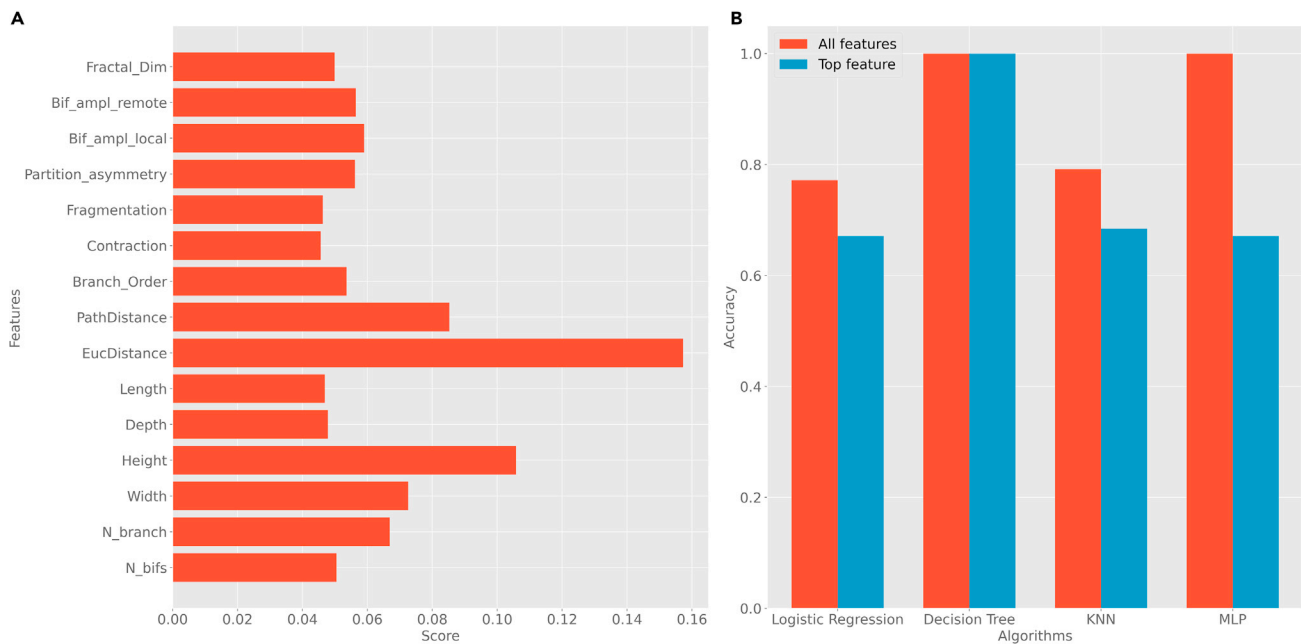 A
Features
Fractal_Dim
Bif_ampl_remote
Bif_ampl_local
Partition_asymmetry
Fragmentation
Contraction
Branch_Order
PathDistance
EucDistance
Length
Depth
Height
Width
N_branch
N_bifs
0.00 0.02 0.04 0.06 0.08 0.10 0.12 0.14 0.16
Score
B
All features
Top feature
Accuracy
1.0
0.8
0.6
0.4
0.2
0.0
Logistic Regression Decision Tree KNN MLP
Algorithms